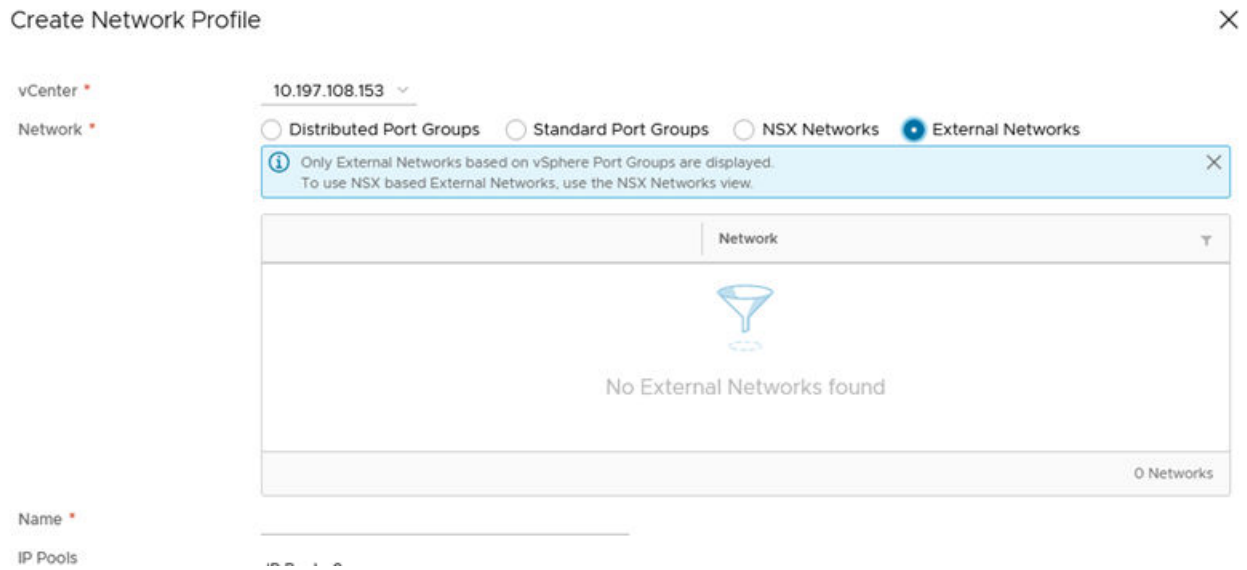 Create Network Profile
vCenter *
10.197.108.153
Network *
Distributed Port Groups
Standard Port Groups
NSX Networks
External Networks
Only External Networks based on vSphere Port Groups are displayed.
To use NSX based External Networks, use the NSX Networks view.
Network
No External Networks found
0 Networks
Name *
IP Pools